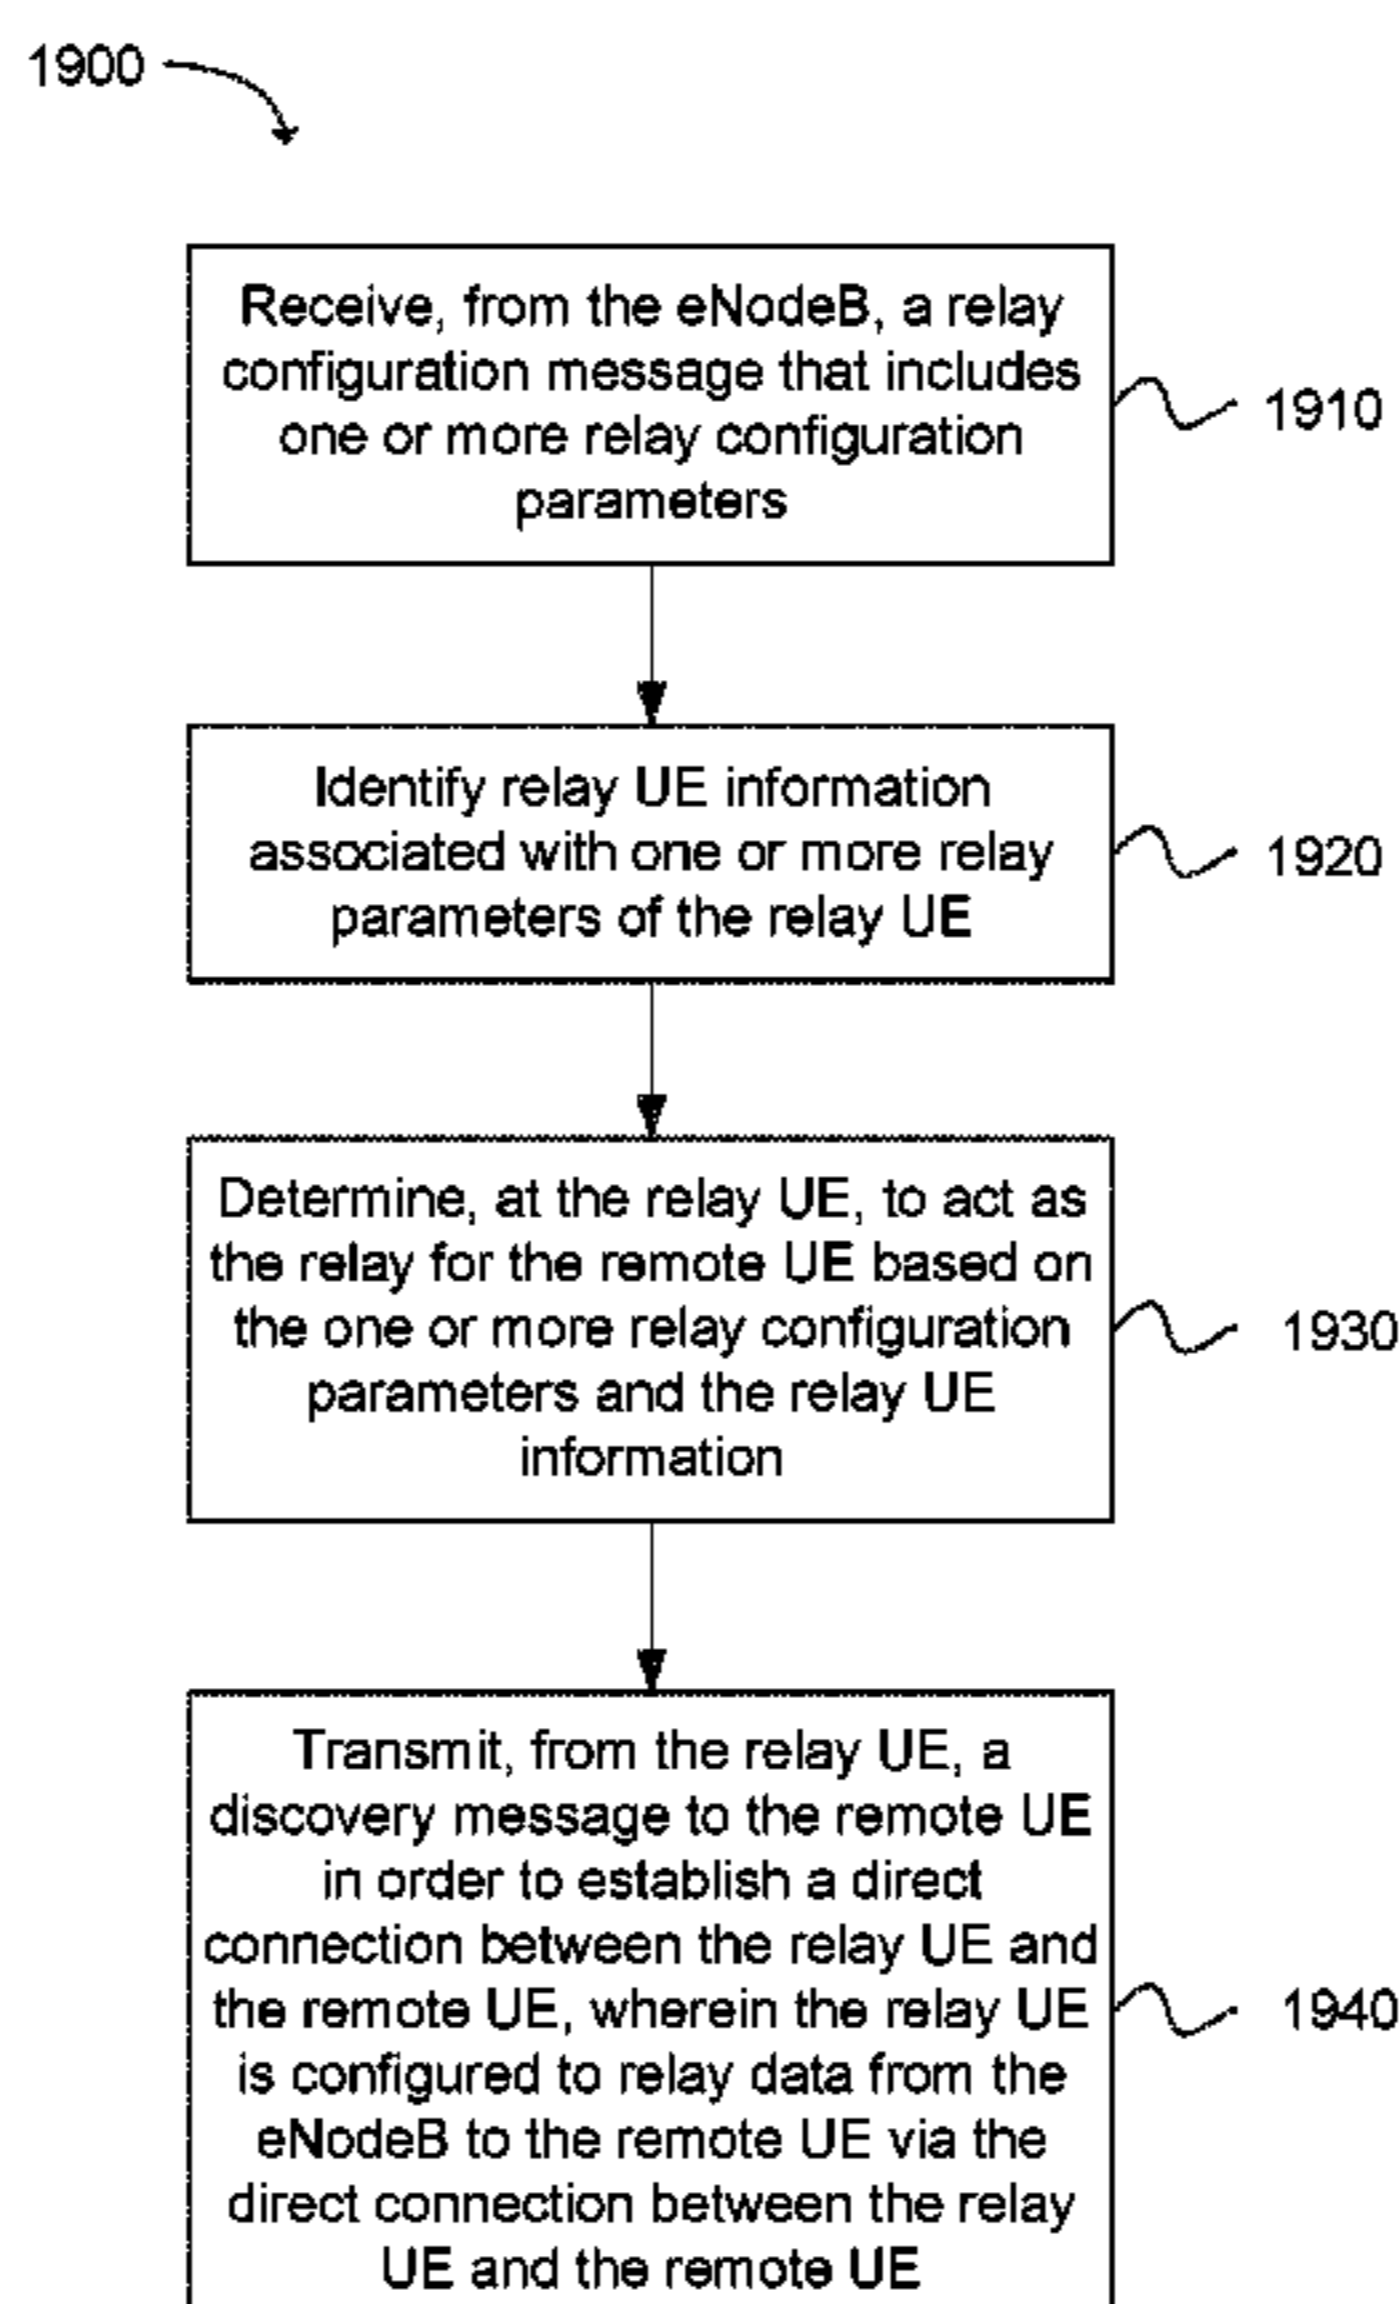 1900
Receive, from the eNodeB, a relay
configuration message that includes
one or more relay configuration
parameters
1910
Identify relay UE information
associated with one or more relay
parameters of the relay UE
1920
Determine, at the relay UE, to act as
the relay for the remote UE based on
the one or more relay configuration
parameters and the relay UE
information
1930
Transmit, from the relay UE, a
discovery message to the remote UE
in order to establish a direct
connection between the relay UE and
the remote UE, wherein the relay UE
is configured to relay data from the
eNodeB to the remote UE via the
direct connection between the relay
UE and the remote UE
1940